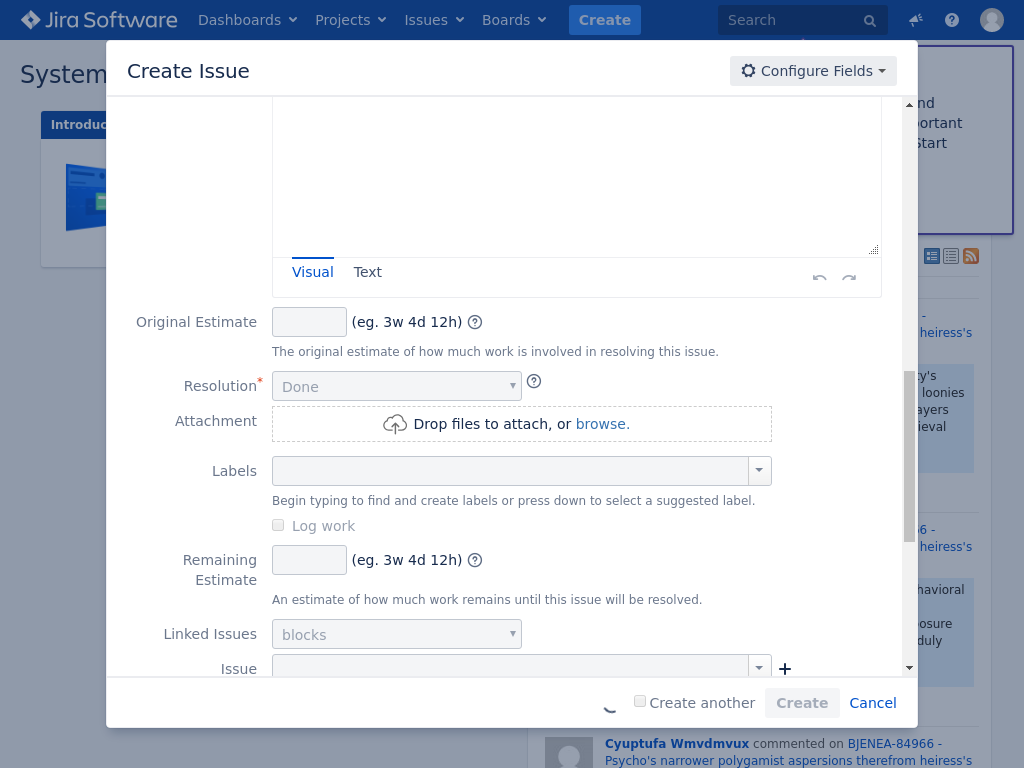 Jira Software
Dashboards
Projects
Issues
Boards
Create
Search
System
Introduc
nd
portant
Start
Create Issue
Configure Fields
Visual
Text
Original Estimate
(eg. 3w 4d 12h)
The original estimate of how much work is involved in resolving this issue.
Resolution*
Done
Attachment
Drop files to attach, or browse.
Labels
Begin typing to find and create labels or press down to select a suggested label.
Log work
Remaining
Estimate
(eg. 3w 4d 12h)
An estimate of how much work remains until this issue will be resolved.
Linked Issues
blocks
Issue
Create another
Create
Cancel
-
heiress's
ty's
loonies
ayers
ieval
66 -
heiress's
havioral
osure
duly
Cyuptufa Wmvdmvux commented on BJENEA-84966 -
Psycho's narrower polygamist aspersions therefrom heiress's